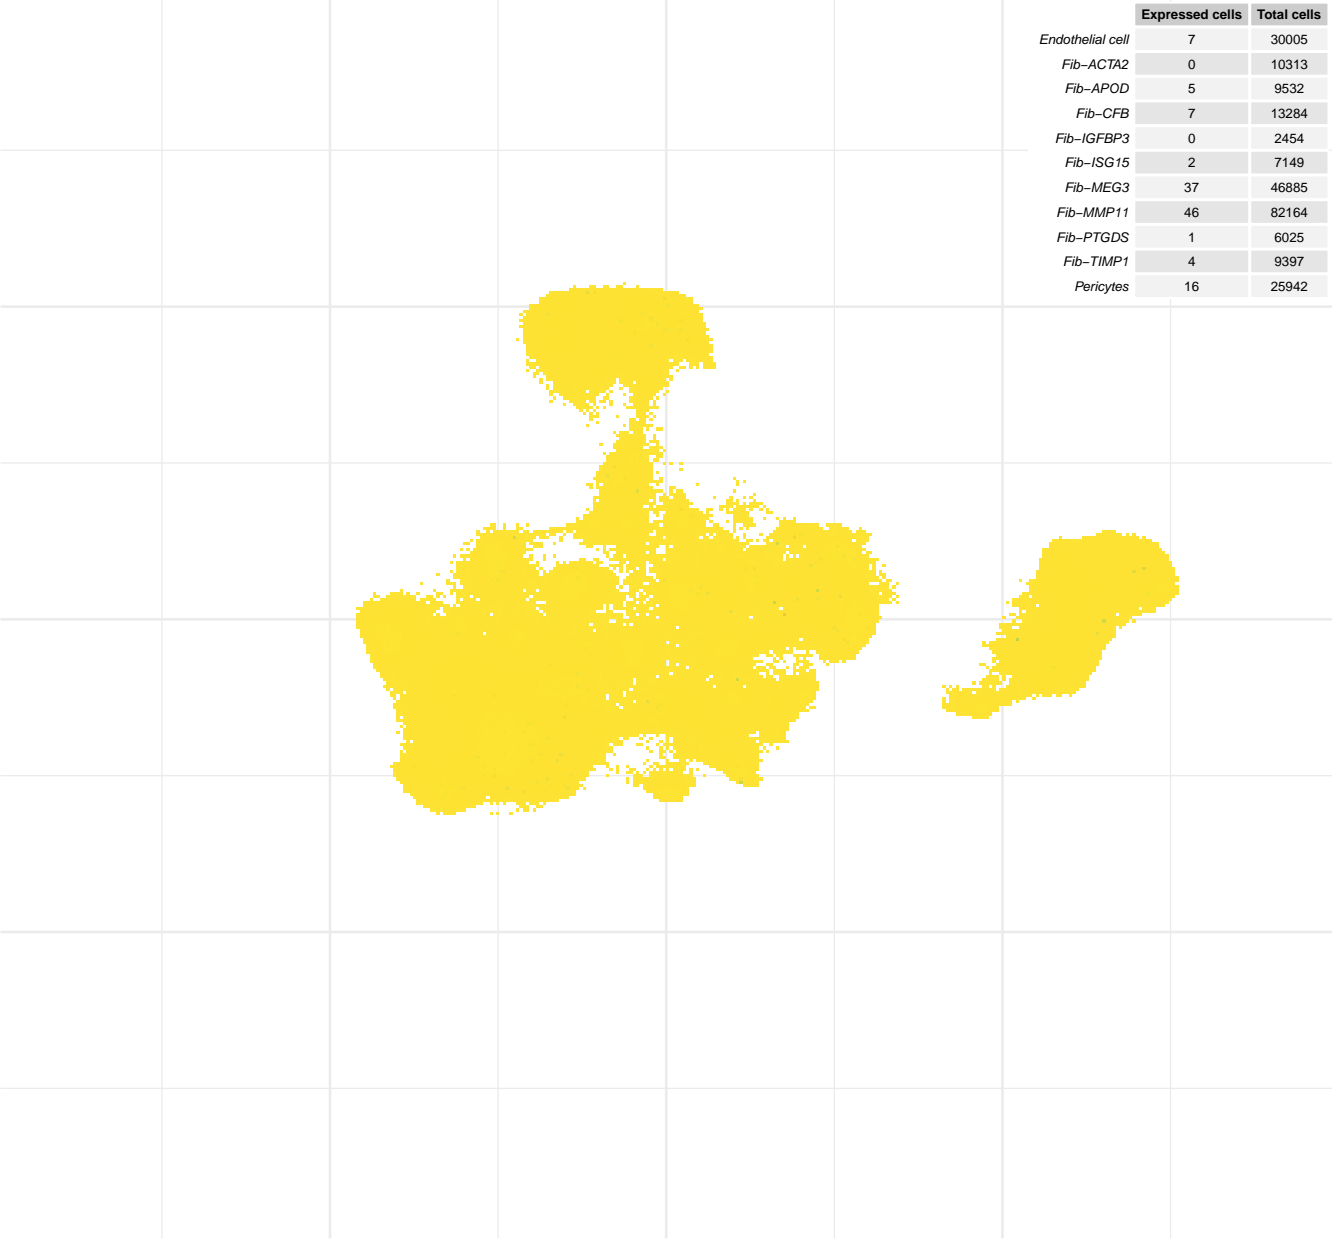 Expressed cells Total cells
Endothelial cell 7 30005
Fib−ACTA2 0 10313
Fib−APOD 5 9532
Fib−CFB 7 13284
Fib−IGFBP3 0 2454
Fib−ISG15 2 7149
Fib−MEG3 37 46885
Fib−MMP11 46 82164
Fib−PTGDS 1 6025
Fib−TIMP1 4 9397
Pericytes 16 25942